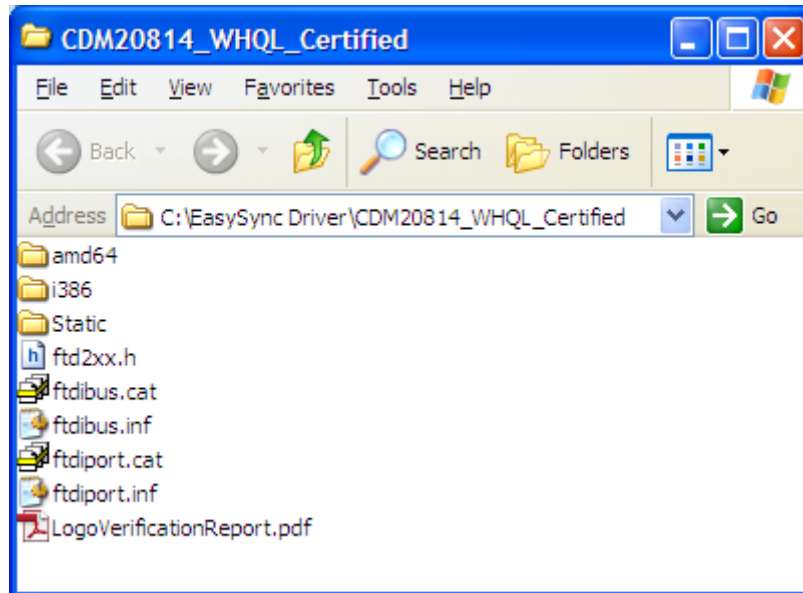 CDM20814_WHQL_Certified
File Edit View Favorites Tools Help
Back Search Folders
Address C:\EasySync Driver\CDM20814_WHQL_Certified Go
amd64
i386
Static
h ftd2xx.h
ftdibus.cat
ftdibus.inf
ftdiport.cat
ftdiport.inf
LogoVerificationReport.pdf